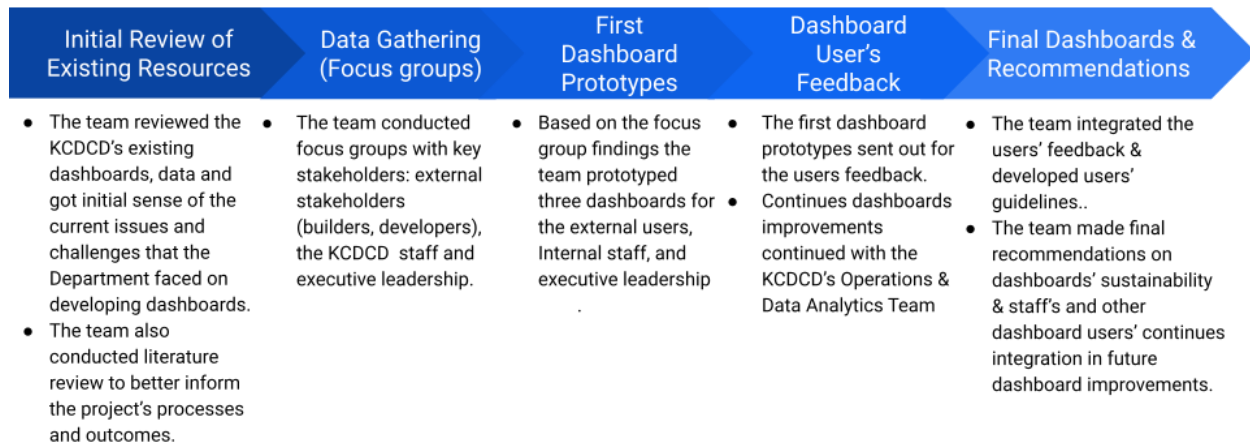 Initial Review of
Existing Resources
Data Gathering
(Focus groups)
First
Dashboard
Prototypes
Dashboard
User's
Feedback
Final Dashboards &
Recommendations
● The team reviewed the
KCDCD's existing
dashboards, data and
got initial sense of the
current issues and
challenges that the
Department faced on
developing dashboards.
● The team also
conducted literature
review to better inform
the project's processes
and outcomes.
● The team conducted
focus groups with key
stakeholders: external
stakeholders
(builders, developers),
the KCDCD staff and
executive leadership.
● Based on the focus
group findings the
team prototyped
three dashboards for
the external users,
Internal staff, and
executive leadership
.
● The first dashboard
prototypes sent out for
the users feedback.
● Continues dashboards
improvements
continued with the
KCDCD's Operations &
Data Analytics Team
● The team integrated the
users' feedback &
developed users'
guidelines..
● The team made final
recommendations on
dashboards' sustainability
& staff's and other
dashboard users' continues
integration in future
dashboard improvements.